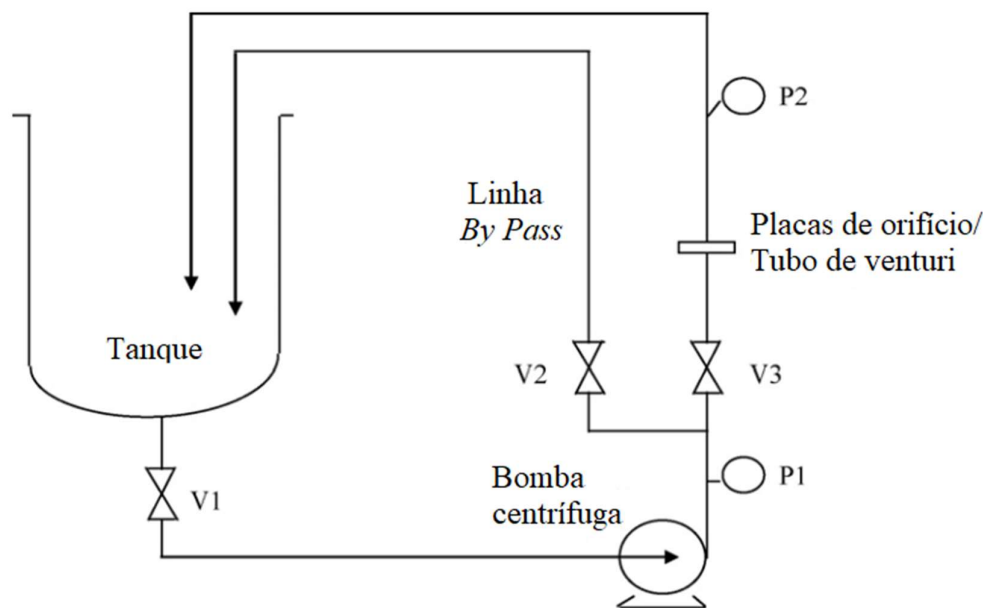 P2
Linha
By Pass
Placas de orifício/
Tubo de venturi
Tanque
V2
V3
Bomba
centrífuga
P1
V1